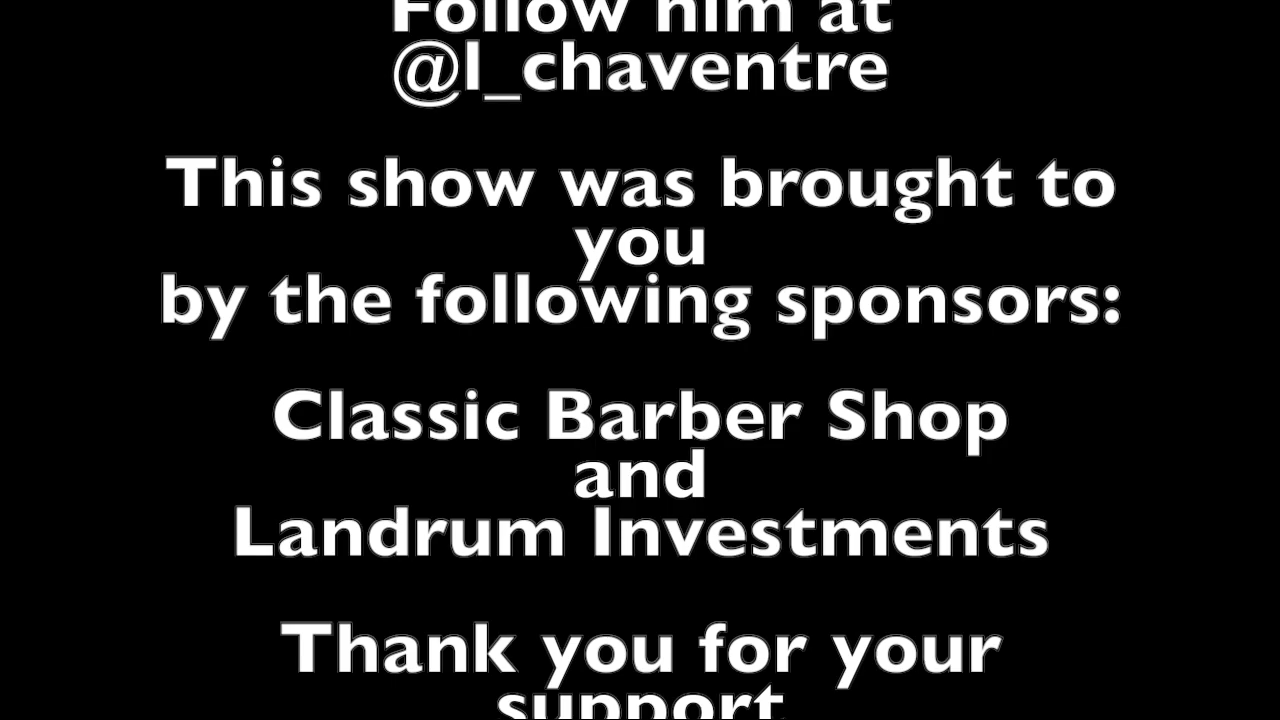 Follow him at
@l_chaventre
This show was brought to
you
by the following sponsors:
Classic Barber Shop
and
Landrum Investments
Thank you for your
support